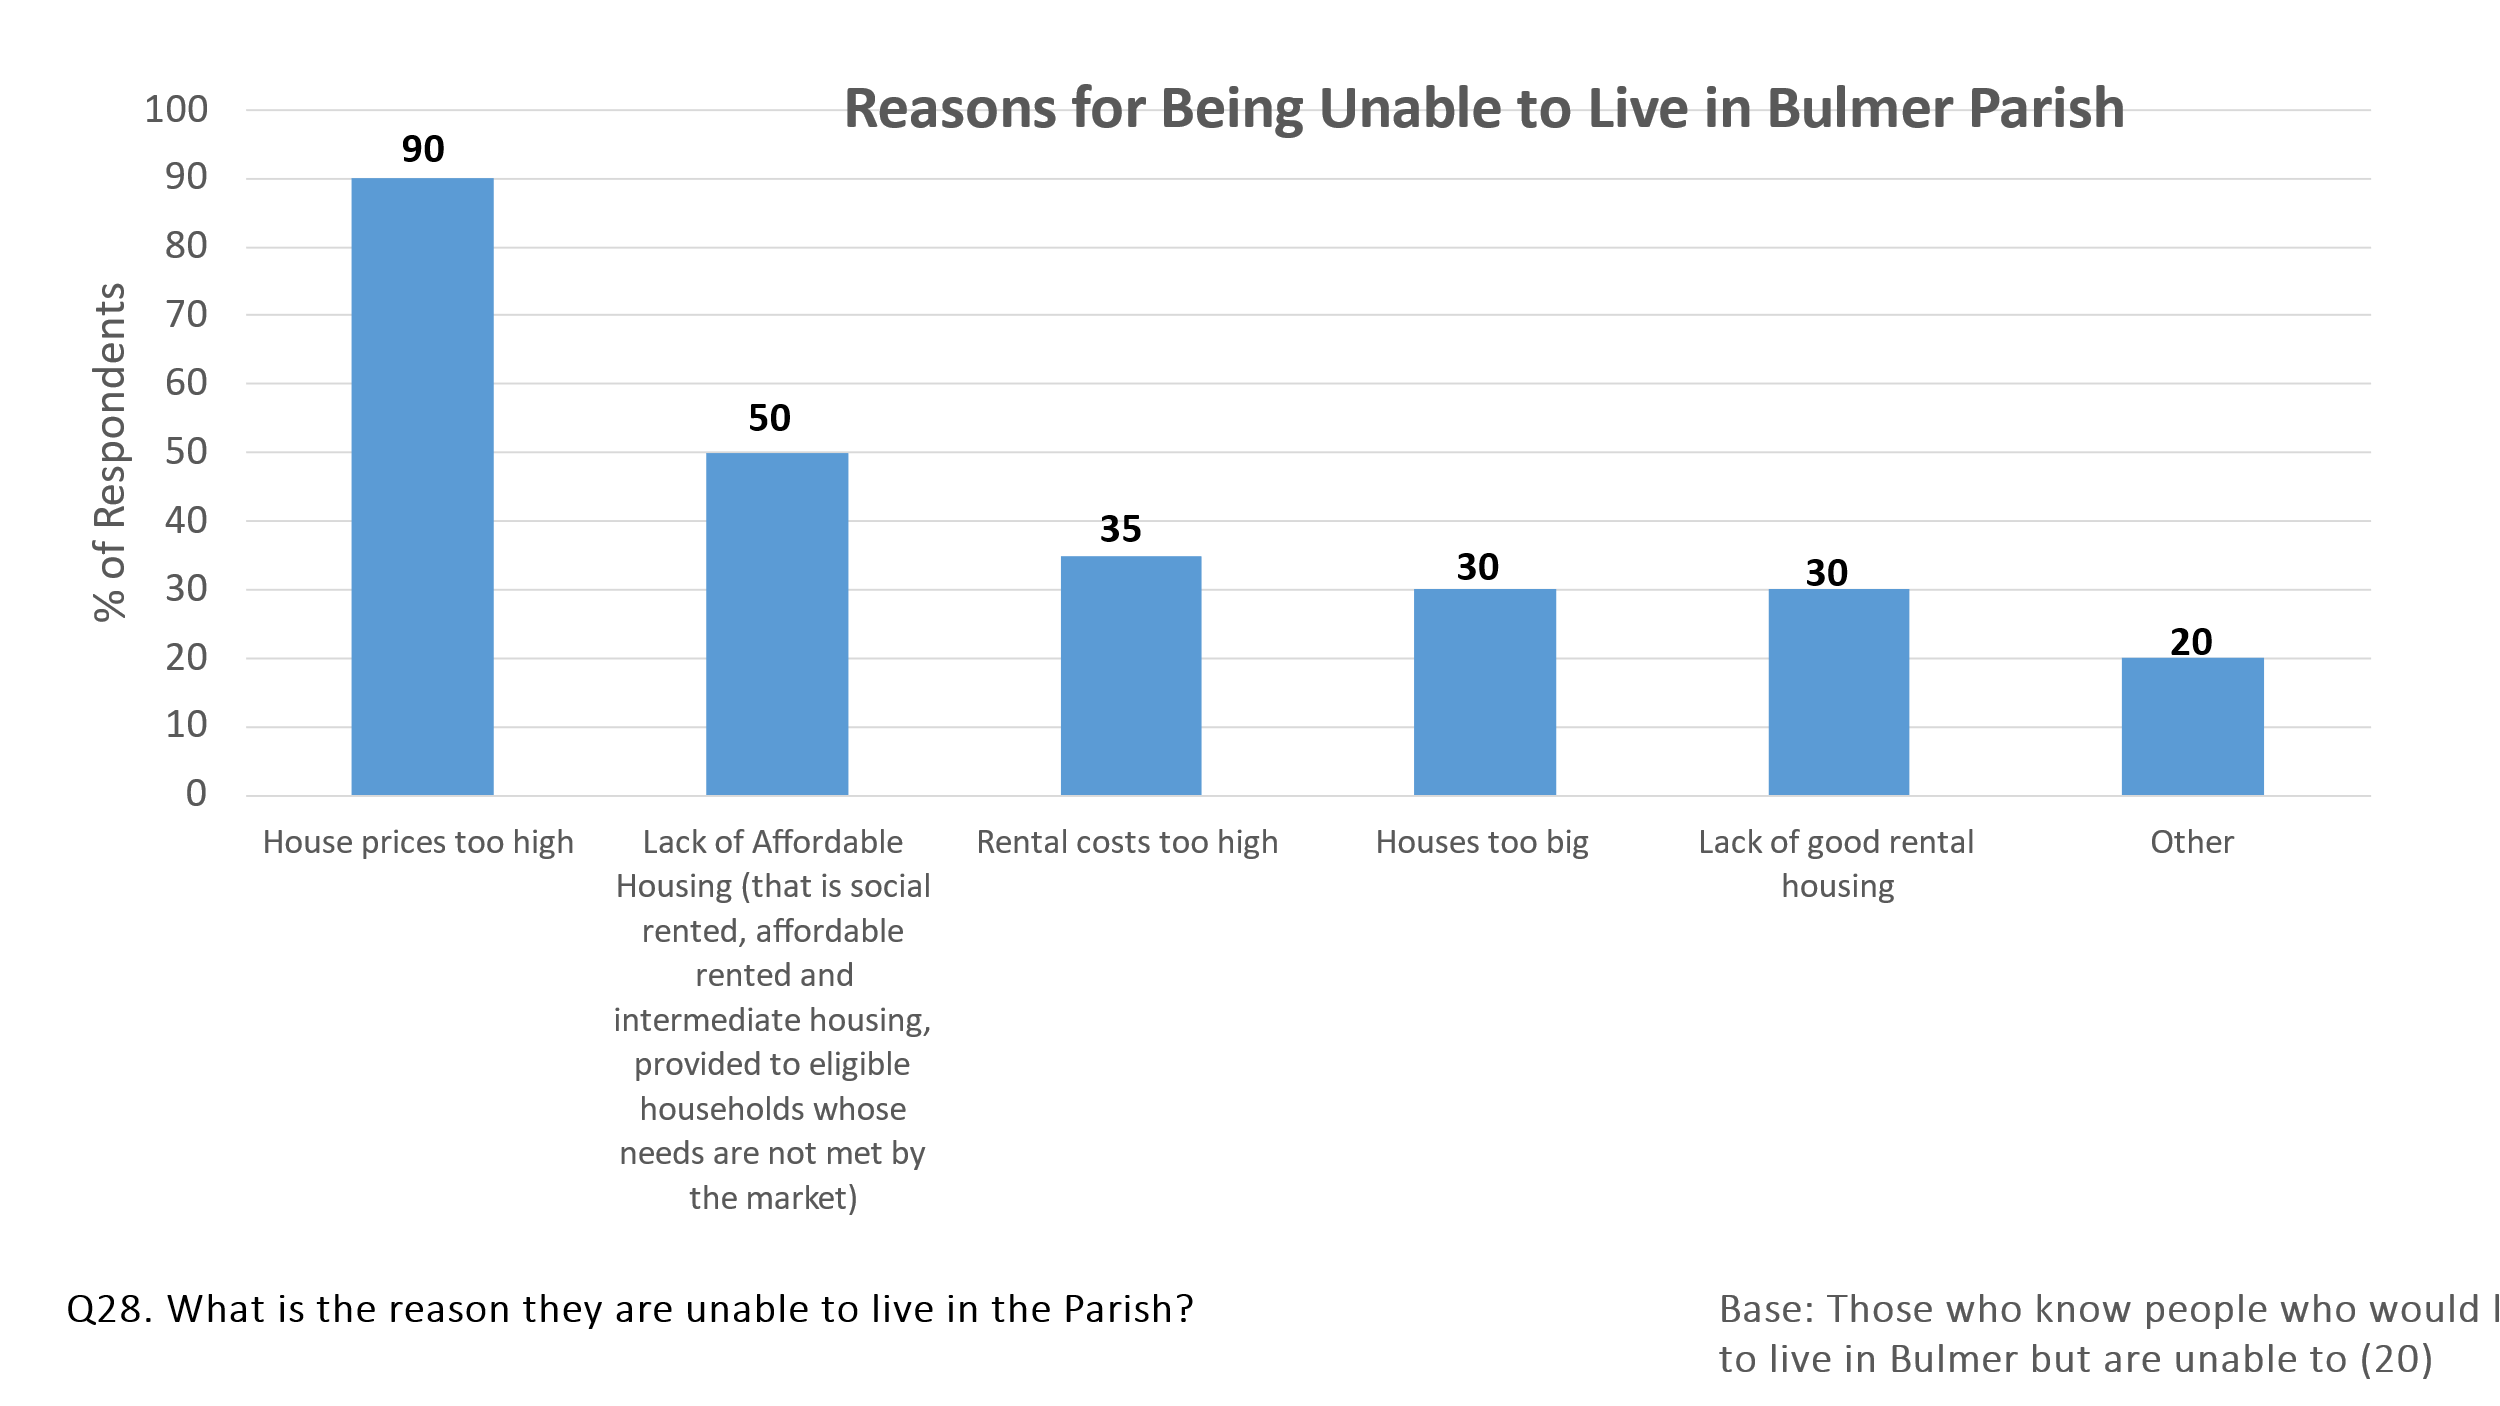 Reasons for Being Unable to Live in Bulmer Parish
% of Respondents
100
90
80
70
60
50
40
30
20
10
0
90
50
35
30
30
20
House prices too high
Lack of Affordable
Housing (that is social
rented, affordable
rented and
intermediate housing,
provided to eligible
households whose
needs are not met by
the market)
Rental costs too high
Houses too big
Lack of good rental
housing
Other
Q28. What is the reason they are unable to live in the Parish?
Base: Those who know people who would
to live in Bulmer but are unable to (20)